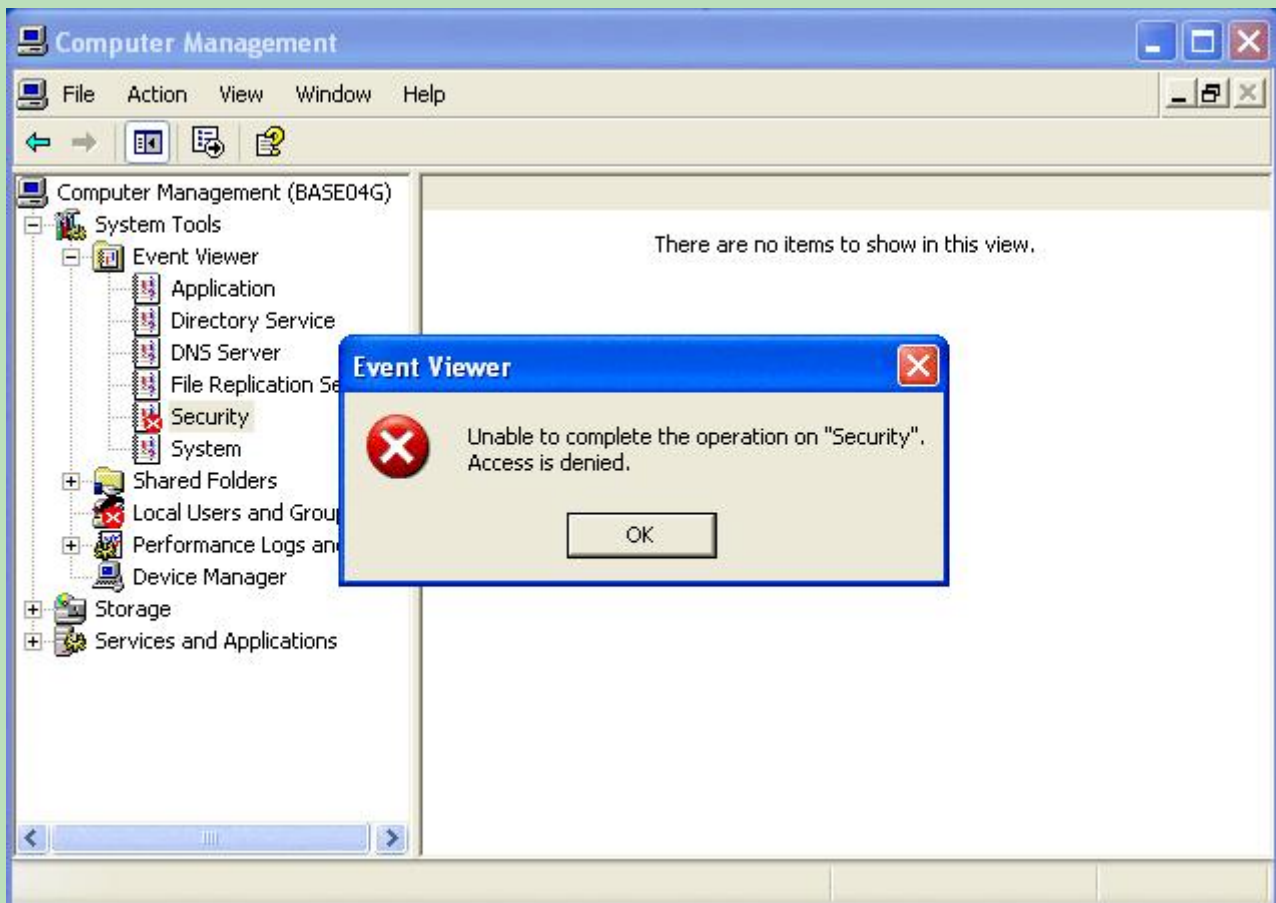 Computer Management
File Action View Window Help
Computer Management (BASE04G)
System Tools
Event Viewer
Application
Directory Service
DNS Server
File Replication Se
Security
System
Shared Folders
Local Users and Grou
Performance Logs an
Device Manager
Storage
Services and Applications
There are no items to show in this view.
Event Viewer
Unable to complete the operation on "Security".
Access is denied.
OK